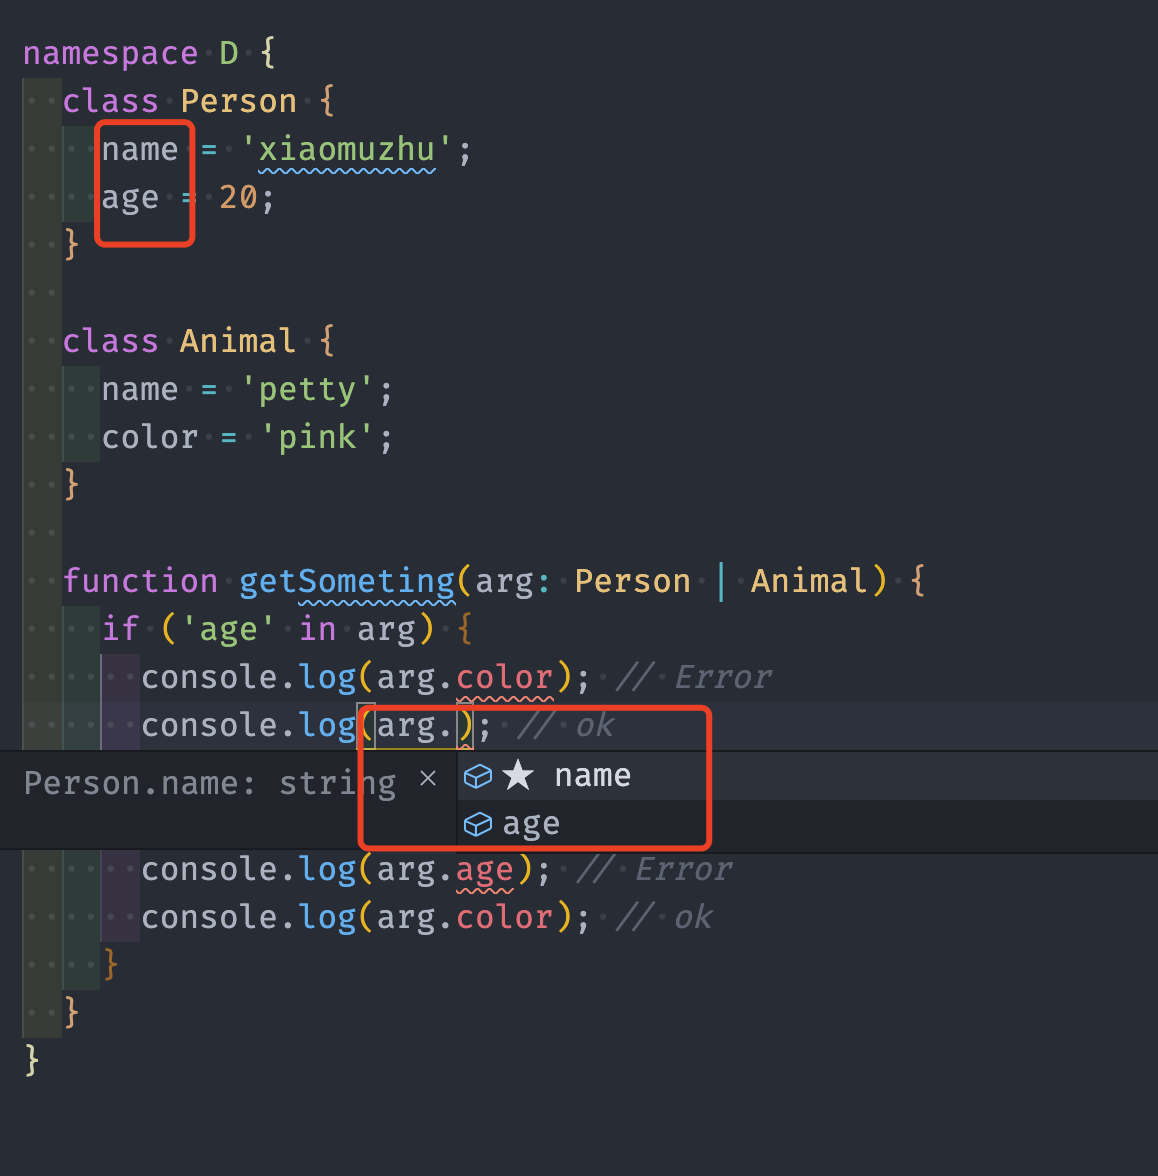 namespace D {
class Person {
name = 'xiaomuzhu';
age = 20;
}
class Animal {
name = 'petty';
color = 'pink';
}
function getSometing(arg: Person | Animal) {
if ('age' in arg) {
console.log(arg.color); // Error
console.log(arg.); // ok
Person.name: string × ★ name
age
console.log(arg.age); // Error
console.log(arg.color); // ok
}
}
}